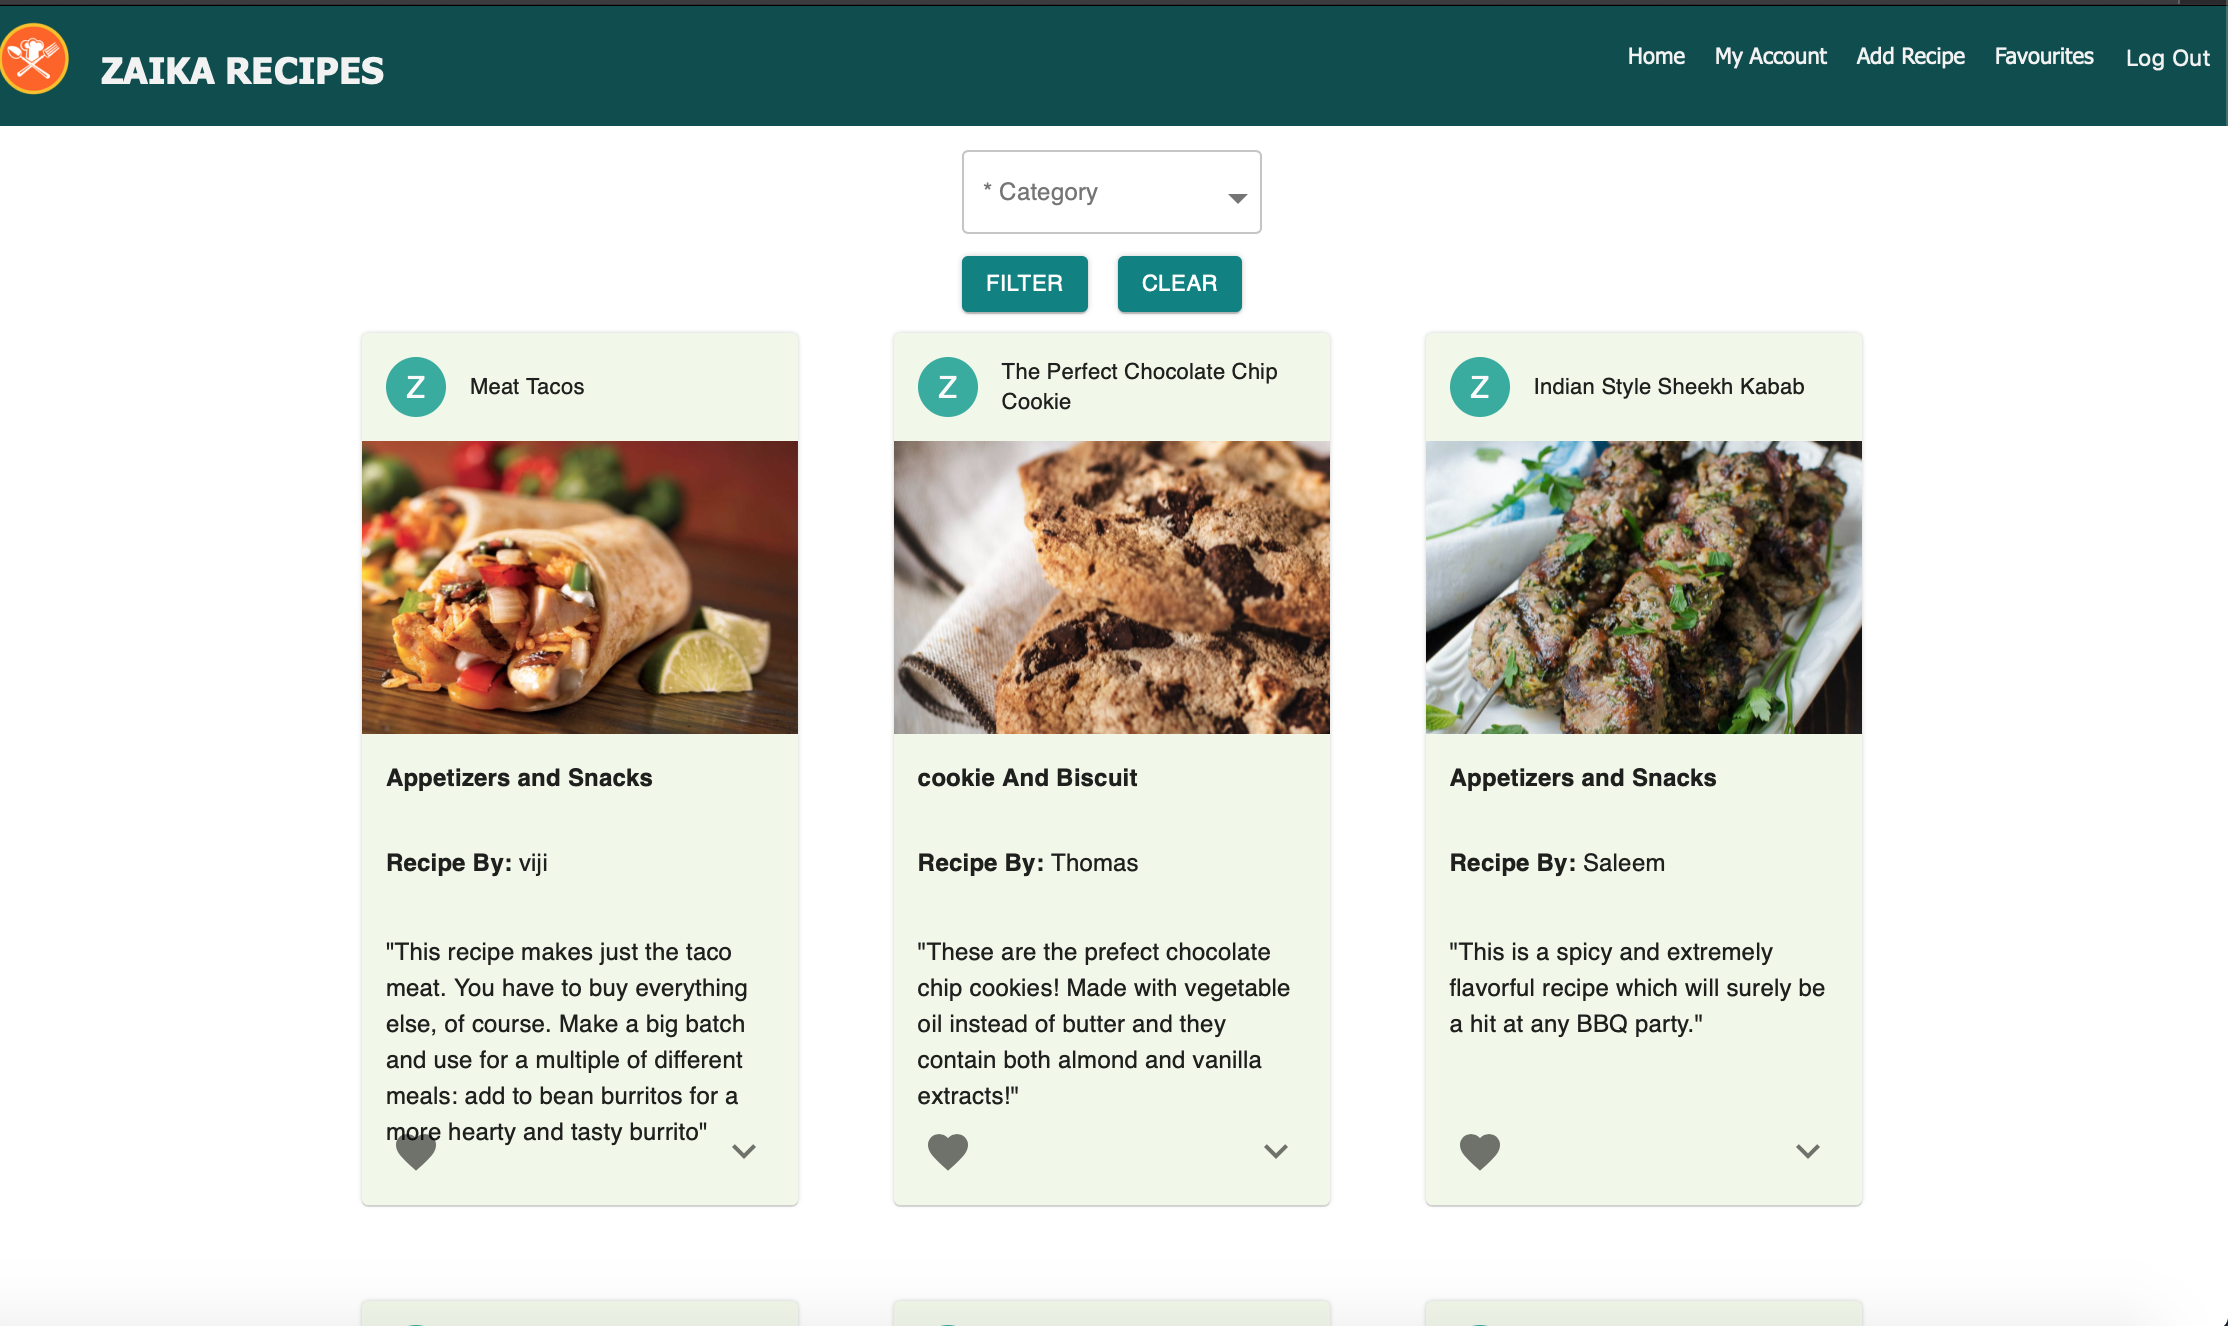 ZAIKA RECIPES
Home My Account Add Recipe Favourites Log Out
* Category
FILTER CLEAR
Z Meat Tacos
Appetizers and Snacks
Recipe By: viji
"This recipe makes just the taco
meat. You have to buy everything
else, of course. Make a big batch
and use for a multiple of different
meals: add to bean burritos for a
more hearty and tasty burrito"
Z The Perfect Chocolate Chip
Cookie
cookie And Biscuit
Recipe By: Thomas
"These are the prefect chocolate
chip cookies! Made with vegetable
oil instead of butter and they
contain both almond and vanilla
extracts!"
Z Indian Style Sheekh Kabab
Appetizers and Snacks
Recipe By: Saleem
"This is a spicy and extremely
flavorful recipe which will surely be
a hit at any BBQ party."